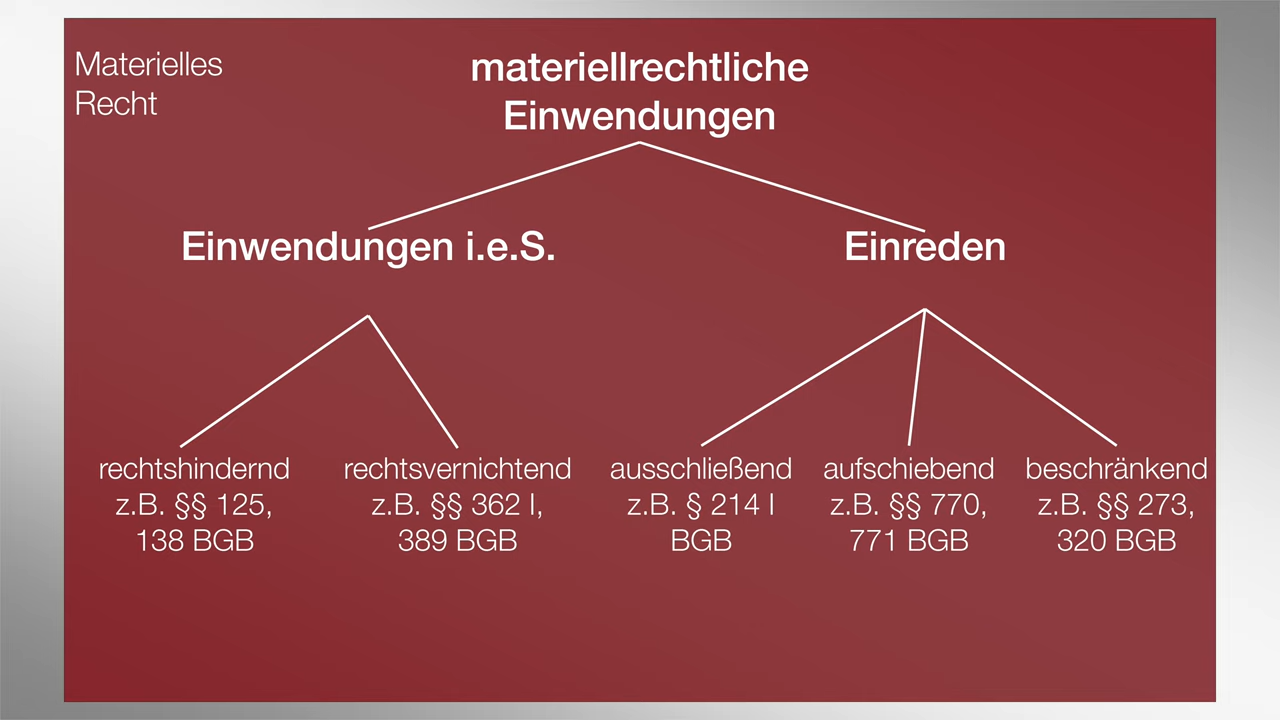 Materielles
Recht
materiellrechtliche
Einwendungen
Einwendungen i.e.S.
Einreden
rechtshindernd
z.B. §§ 125,
138 BGB
rechtsvernichtend
z.B. §§ 362 I,
389 BGB
ausschließend
z.B. § 214 I
BGB
aufschiebend
z.B. §§ 770,
771 BGB
beschränkend
z.B. §§ 273,
320 BGB